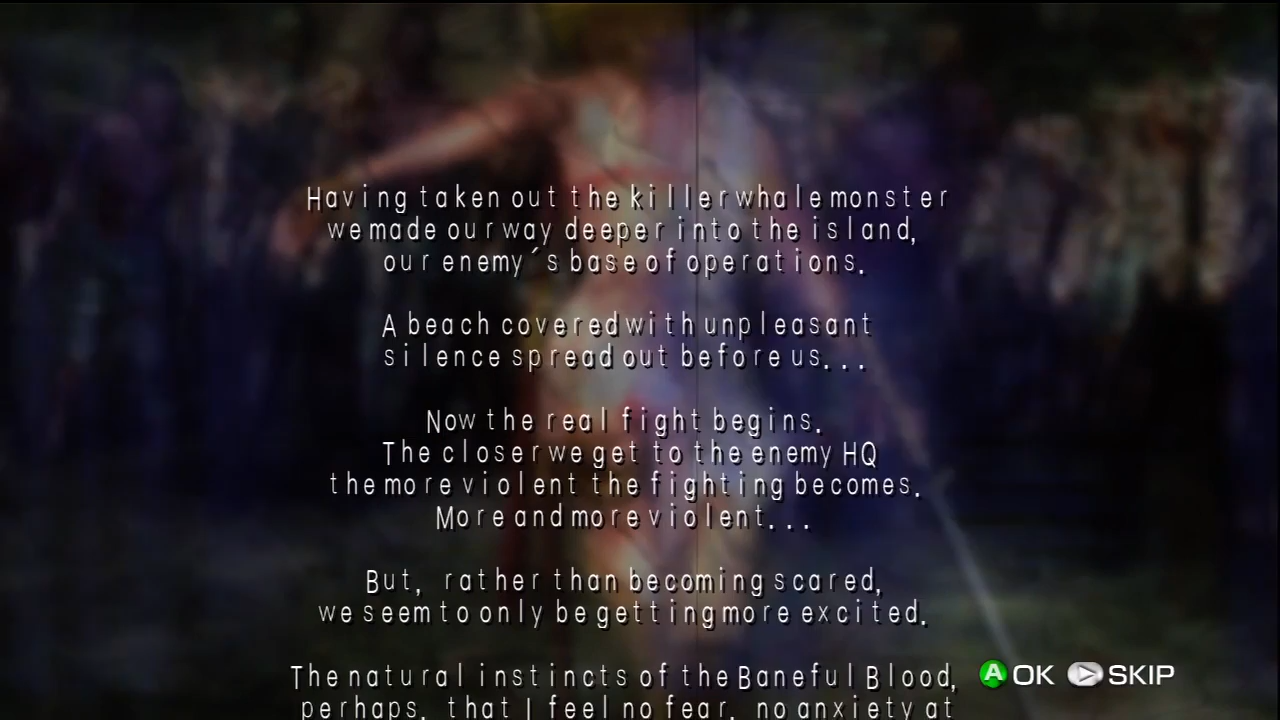 Having taken out the killer whale monster
we made our way deeper into the island,
our enemy´s base of operations.
A beach covered with unpleasant
silence spread out before us...
Now the real fight begins.
The closer we get to the enemy HQ
the more violent the fighting becomes.
More and more violent...
But, rather than becoming scared,
we seem to only be getting more excited.
The natural instincts of the Baneful Blood,
perhaps, that I feel no fear, no anxiety at
A OK SKIP